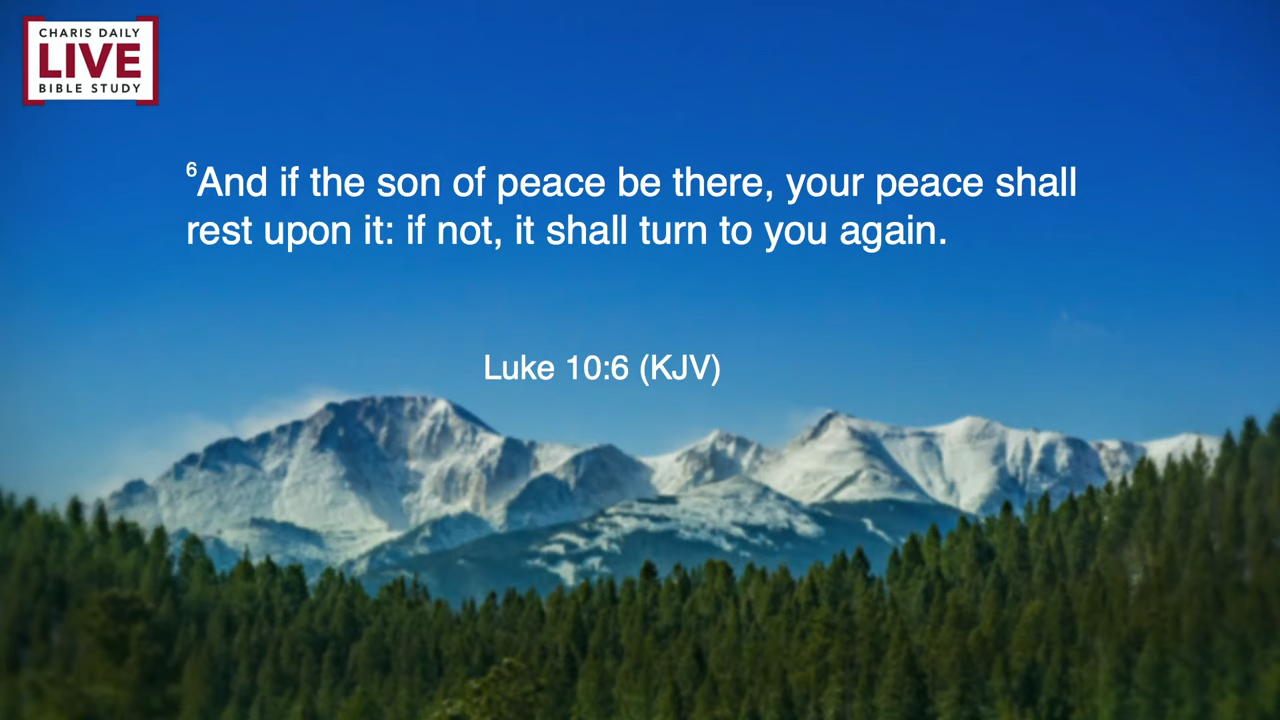 CHARIS DAILY
LIVE
BIBLE STUDY
⁶And if the son of peace be there, your peace shall
rest upon it: if not, it shall turn to you again.
Luke 10:6 (KJV)